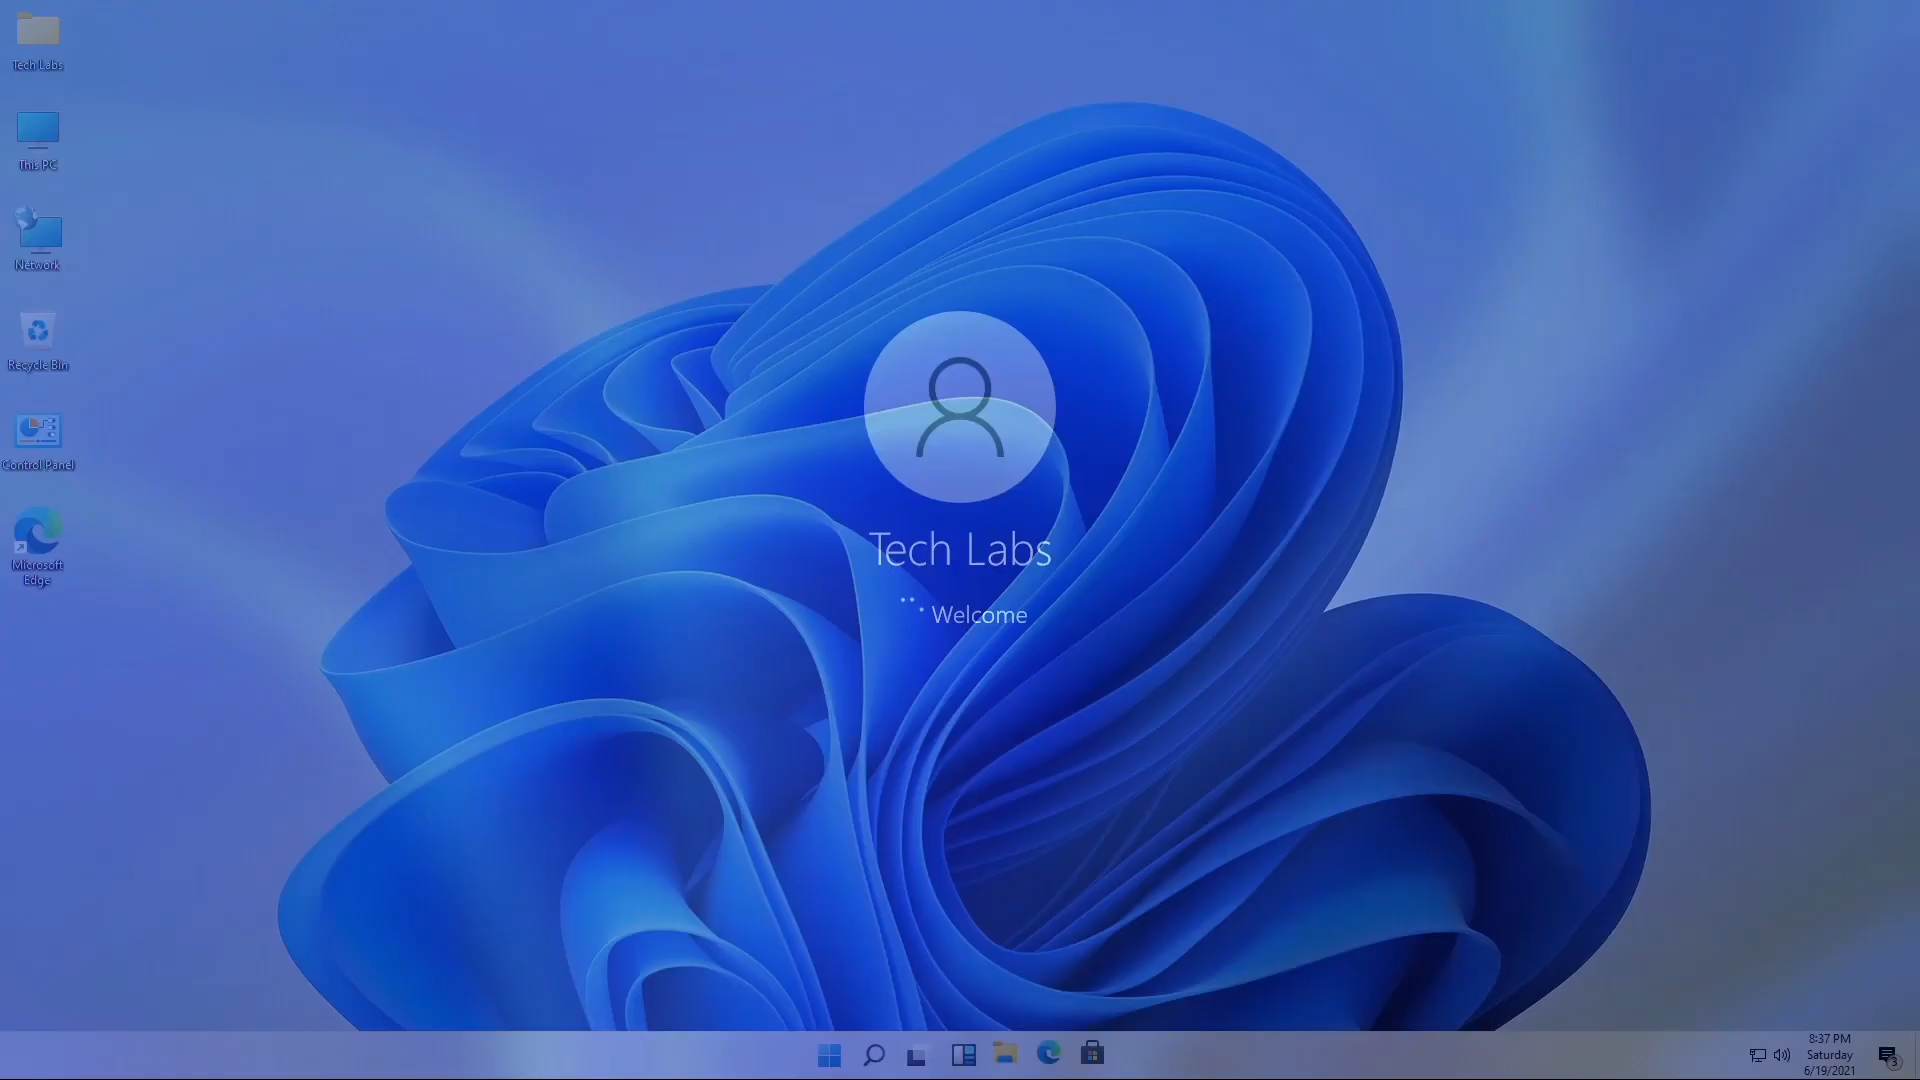 Tech Labs
This PC
Network
Recycle Bin
Control Panel
Microsoft
Edge
Tech Labs
Welcome
8:37 PM
Saturday
6/19/2021
3